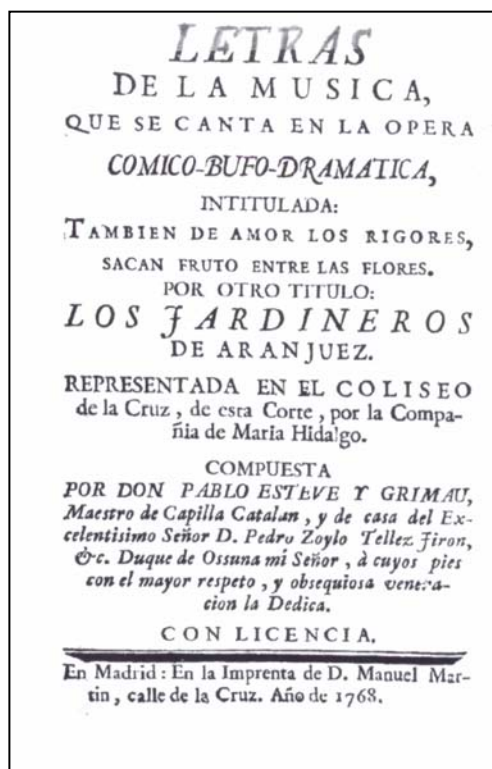 LETRAS
DE LA MUSICA,
QUE SE CANTA EN LA OPERA
COMICO-BUFO-DRAMATICA,
INTITULADA:
TAMBIEN DE AMOR LOS RIGORES,
SACAN FRUTO ENTRE LAS FLORES.
POR OTRO TITULO:
LOS JARDINEROS
DE ARANJUEZ.
REPRESENTADA EN EL COLISEO
de la Cruz, de esta Corte, por la Compa-
ñia de Maria Hidalgo.
COMPUESTA
POR DON PABLO ESTEVE Y GRIMAU,
Maestro de Capilla Catalan, y de casa del Ex-
celentisimo Señor D. Pedro Zoylo Tellez Jiron,
&c. Duque de Ossuna mi Señor, à cuyos pies
con el mayor respeto, y obsequiosa venera-
cion la Dedica.
CON LICENCIA.
En Madrid: En la Imprenta de D. Manuel Mar-
tin, calle de la Cruz. Año de 1768.